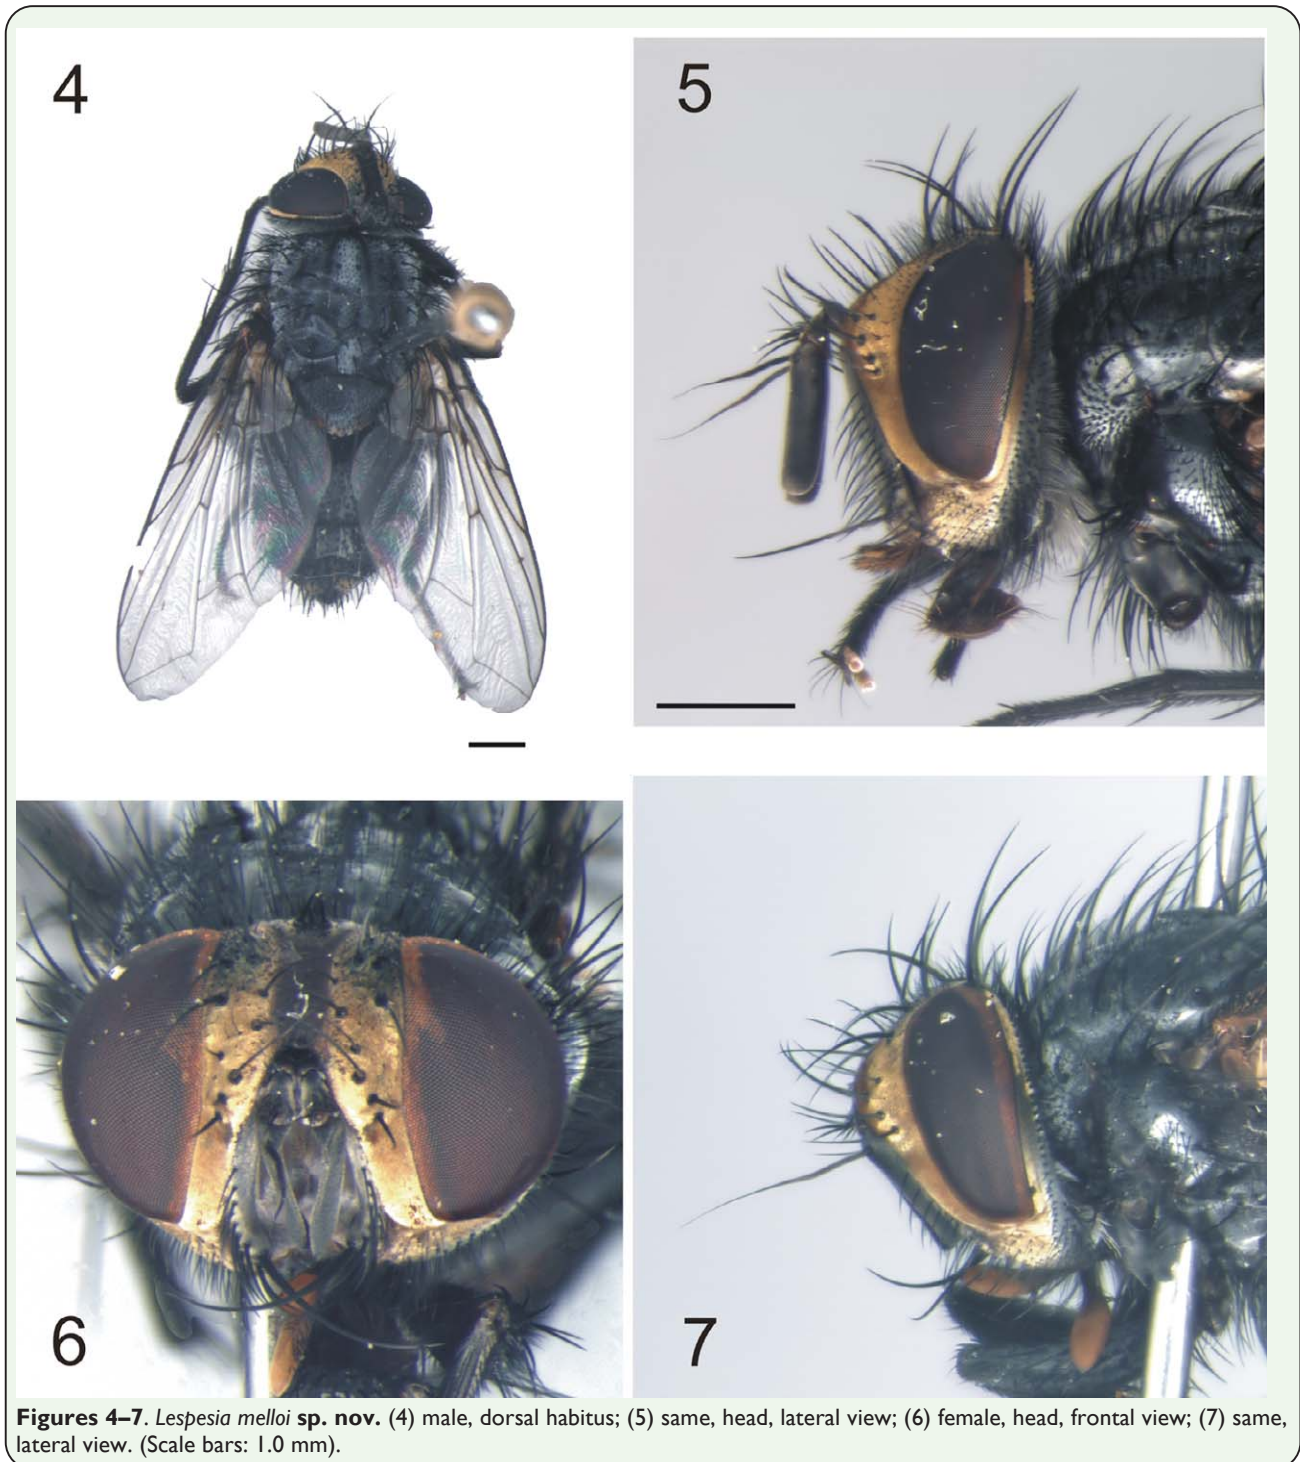 4
5
6
7
Figures 4–7. Lespesia melloi sp. nov. (4) male, dorsal habitus; (5) same, head, lateral view; (6) female, head, frontal view; (7) same,
lateral view. (Scale bars: 1.0 mm).